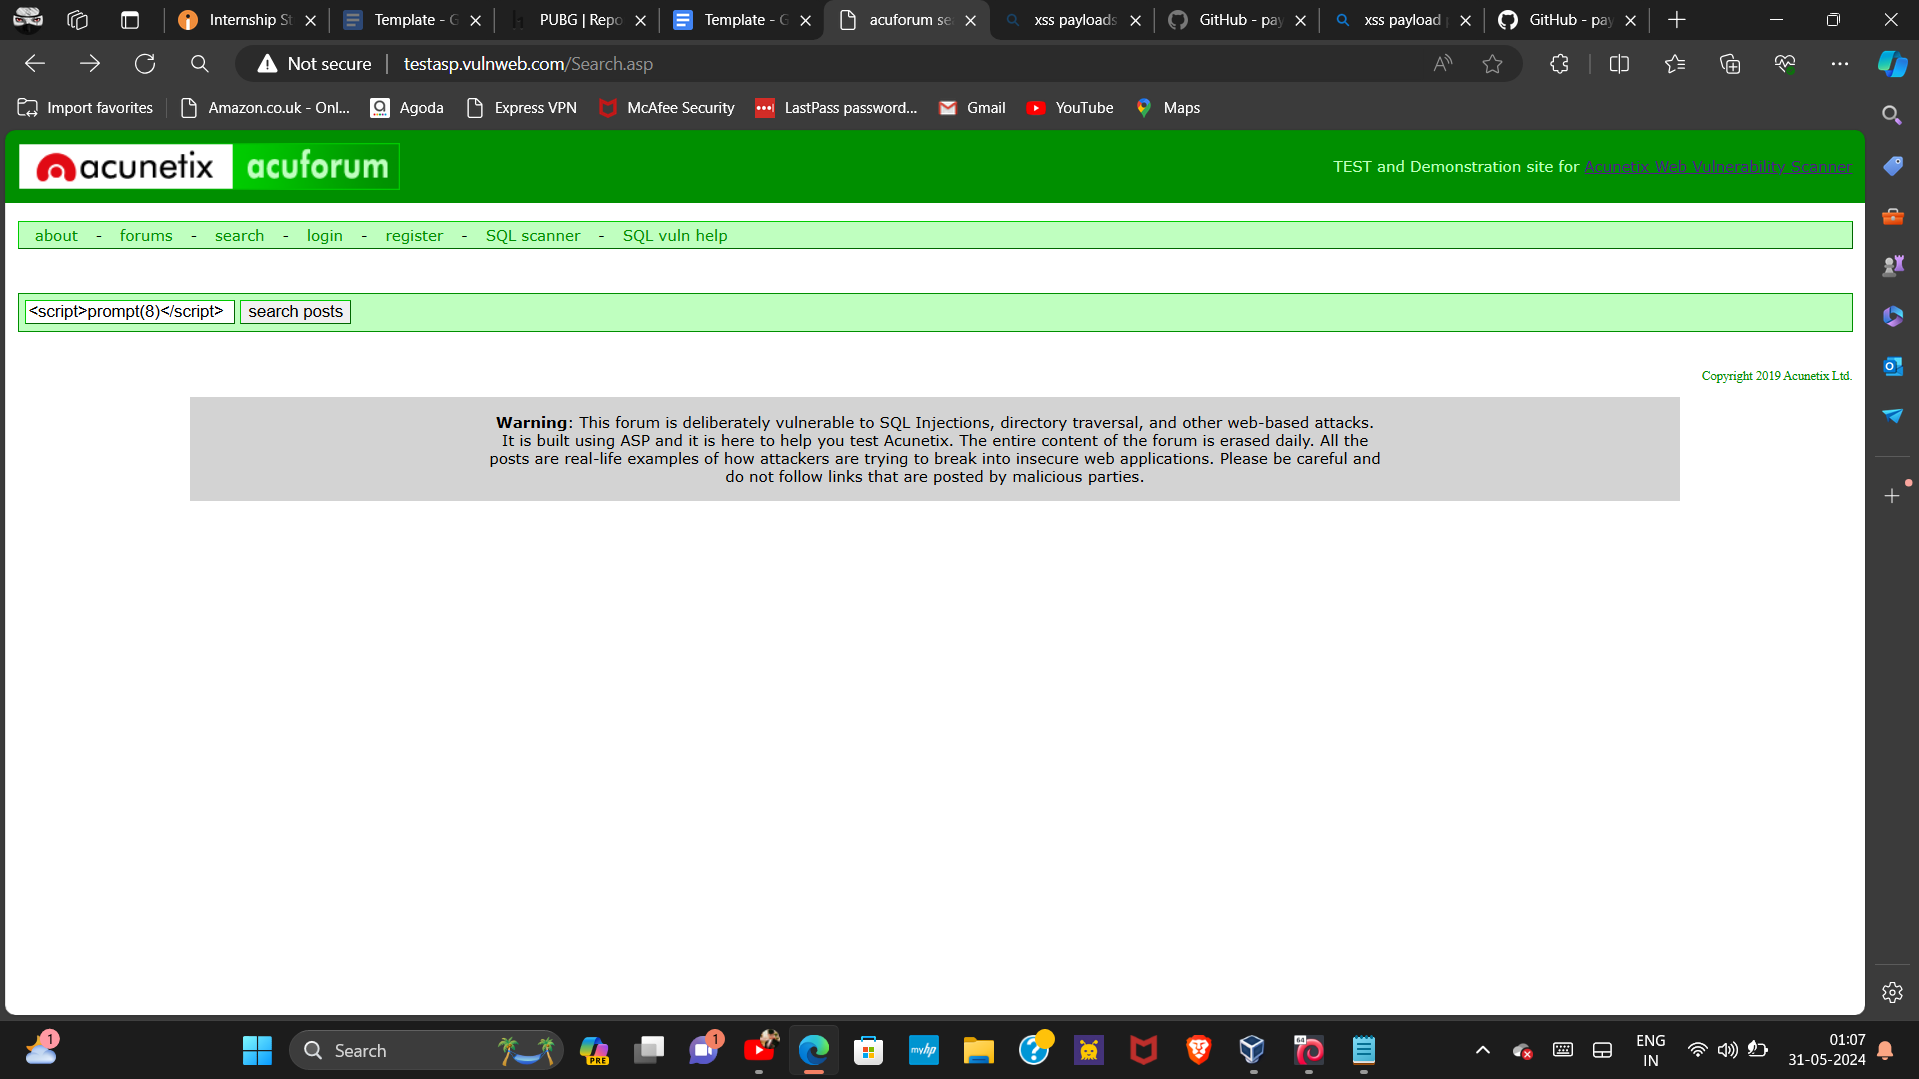 Internship St
Template - G
PUBG | Repo
Template - G
acuforum se
xss payloads
GitHub - pay
xss payload p
GitHub - pay
Not secure
testasp.vulnweb.com/Search.asp
Import favorites
Amazon.co.uk - Onl...
Agoda
Express VPN
McAfee Security
LastPass password...
Gmail
YouTube
Maps
acunetix acuforum
TEST and Demonstration site for Acunetix Web Vulnerability Scanner
about - forums - search - login - register - SQL scanner - SQL vuln help
<script>prompt(8)</script> search posts
Copyright 2019 Acunetix Ltd.
Warning: This forum is deliberately vulnerable to SQL Injections, directory traversal, and other web-based attacks.
It is built using ASP and it is here to help you test Acunetix. The entire content of the forum is erased daily. All the
posts are real-life examples of how attackers are trying to break into insecure web applications. Please be careful and
do not follow links that are posted by malicious parties.
1
Search
PRE
1
myhp
64
ENG
IN
01:07
31-05-2024